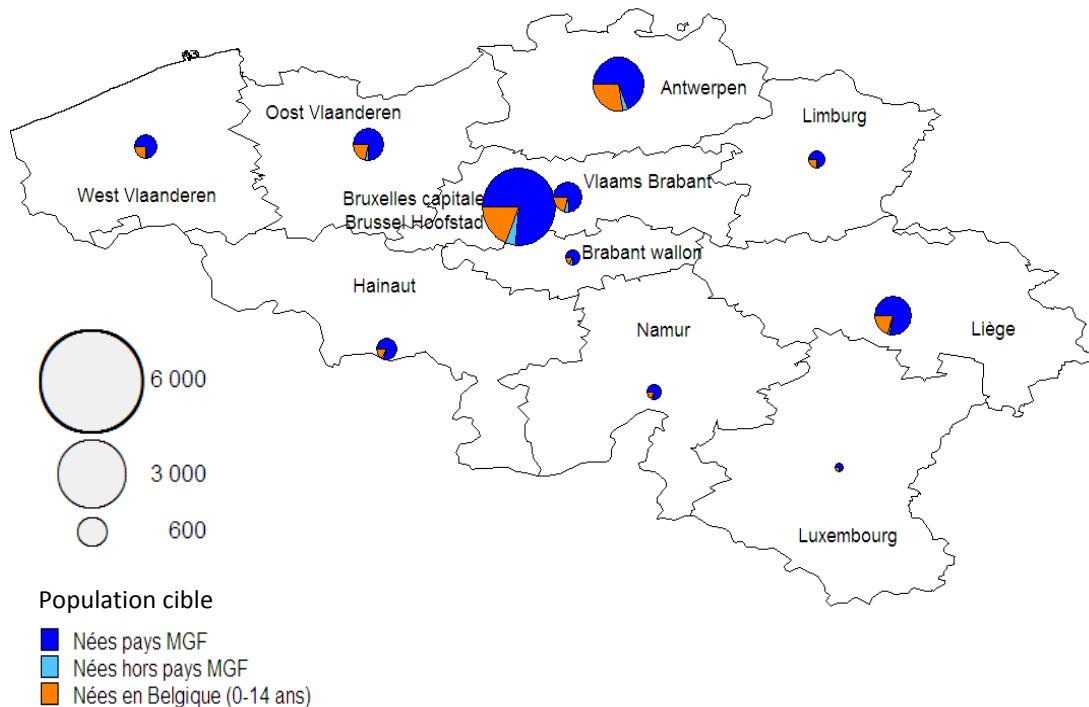 Antwerpen
Limburg
Oost Vlaanderen
West Vlaanderen
Vlaams Brabant
Bruxelles capitale
Brussel Hoofstad
Brabant wallon
Hainaut
Namur
Liège
Luxembourg
6 000
3 000
600
Population cible
Nées pays MGF
Nées hors pays MGF
Nées en Belgique (0-14 ans)